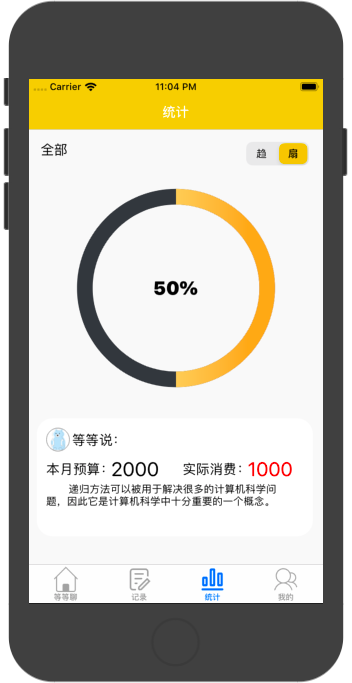 Carrier 11:04 PM
统计
全部 趋 扇
50%
等等说：
本月预算：2000 实际消费：1000
递归方法可以被用于解决很多的计算机科学问
题，因此它是计算机科学中十分重要的一个概念。
等等聊 记录 统计 我的